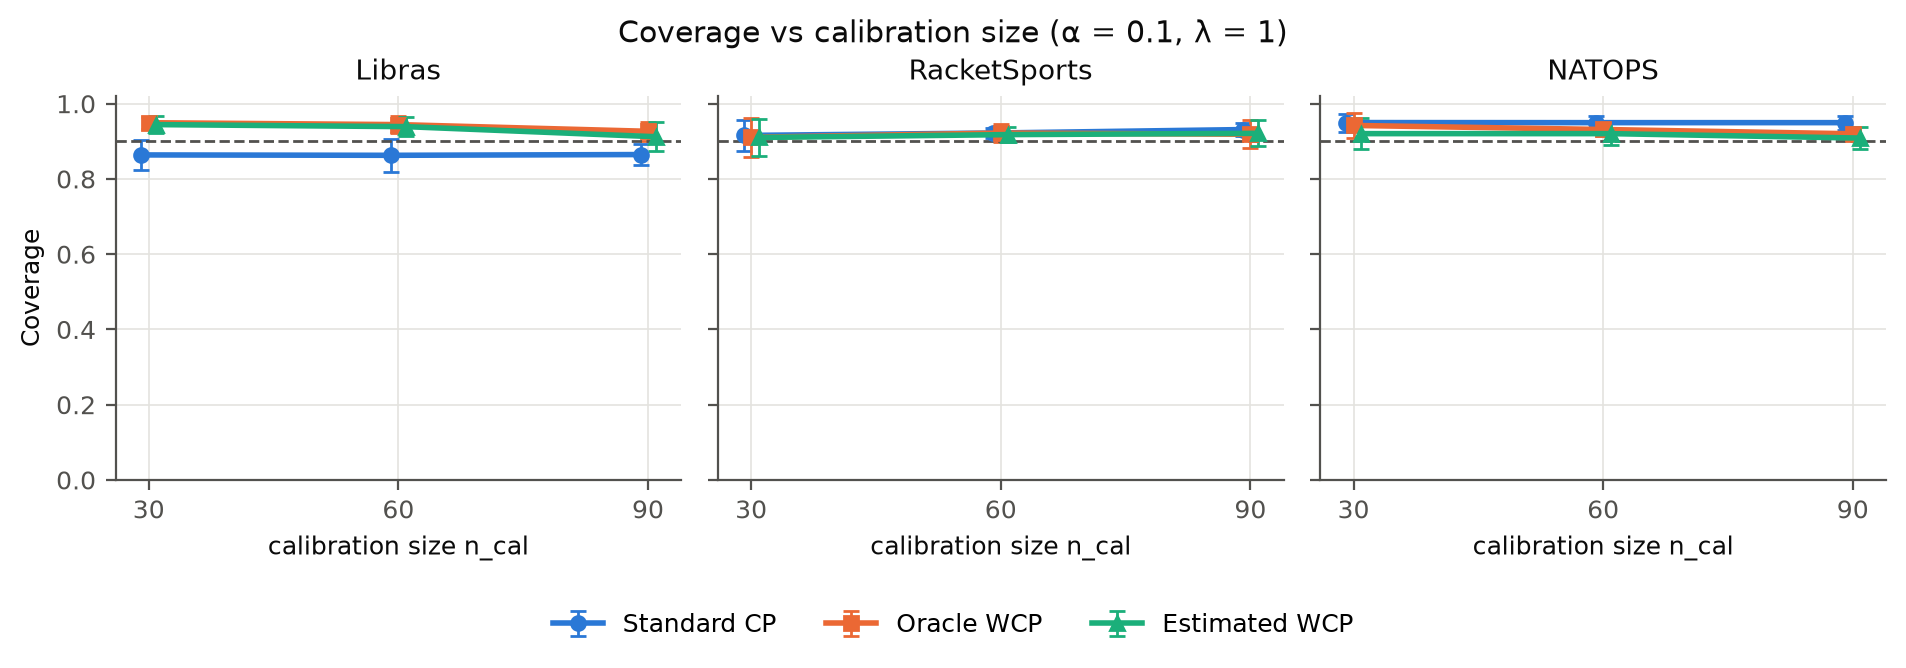 Coverage vs calibration size (α = 0.1, λ = 1)
Libras
RacketSports
NATOPS
Coverage
1.0
0.8
0.6
0.4
0.2
0.0
30 60 90
30 60 90
30 60 90
calibration size n_cal
calibration size n_cal
calibration size n_cal
Standard CP
Oracle WCP
Estimated WCP